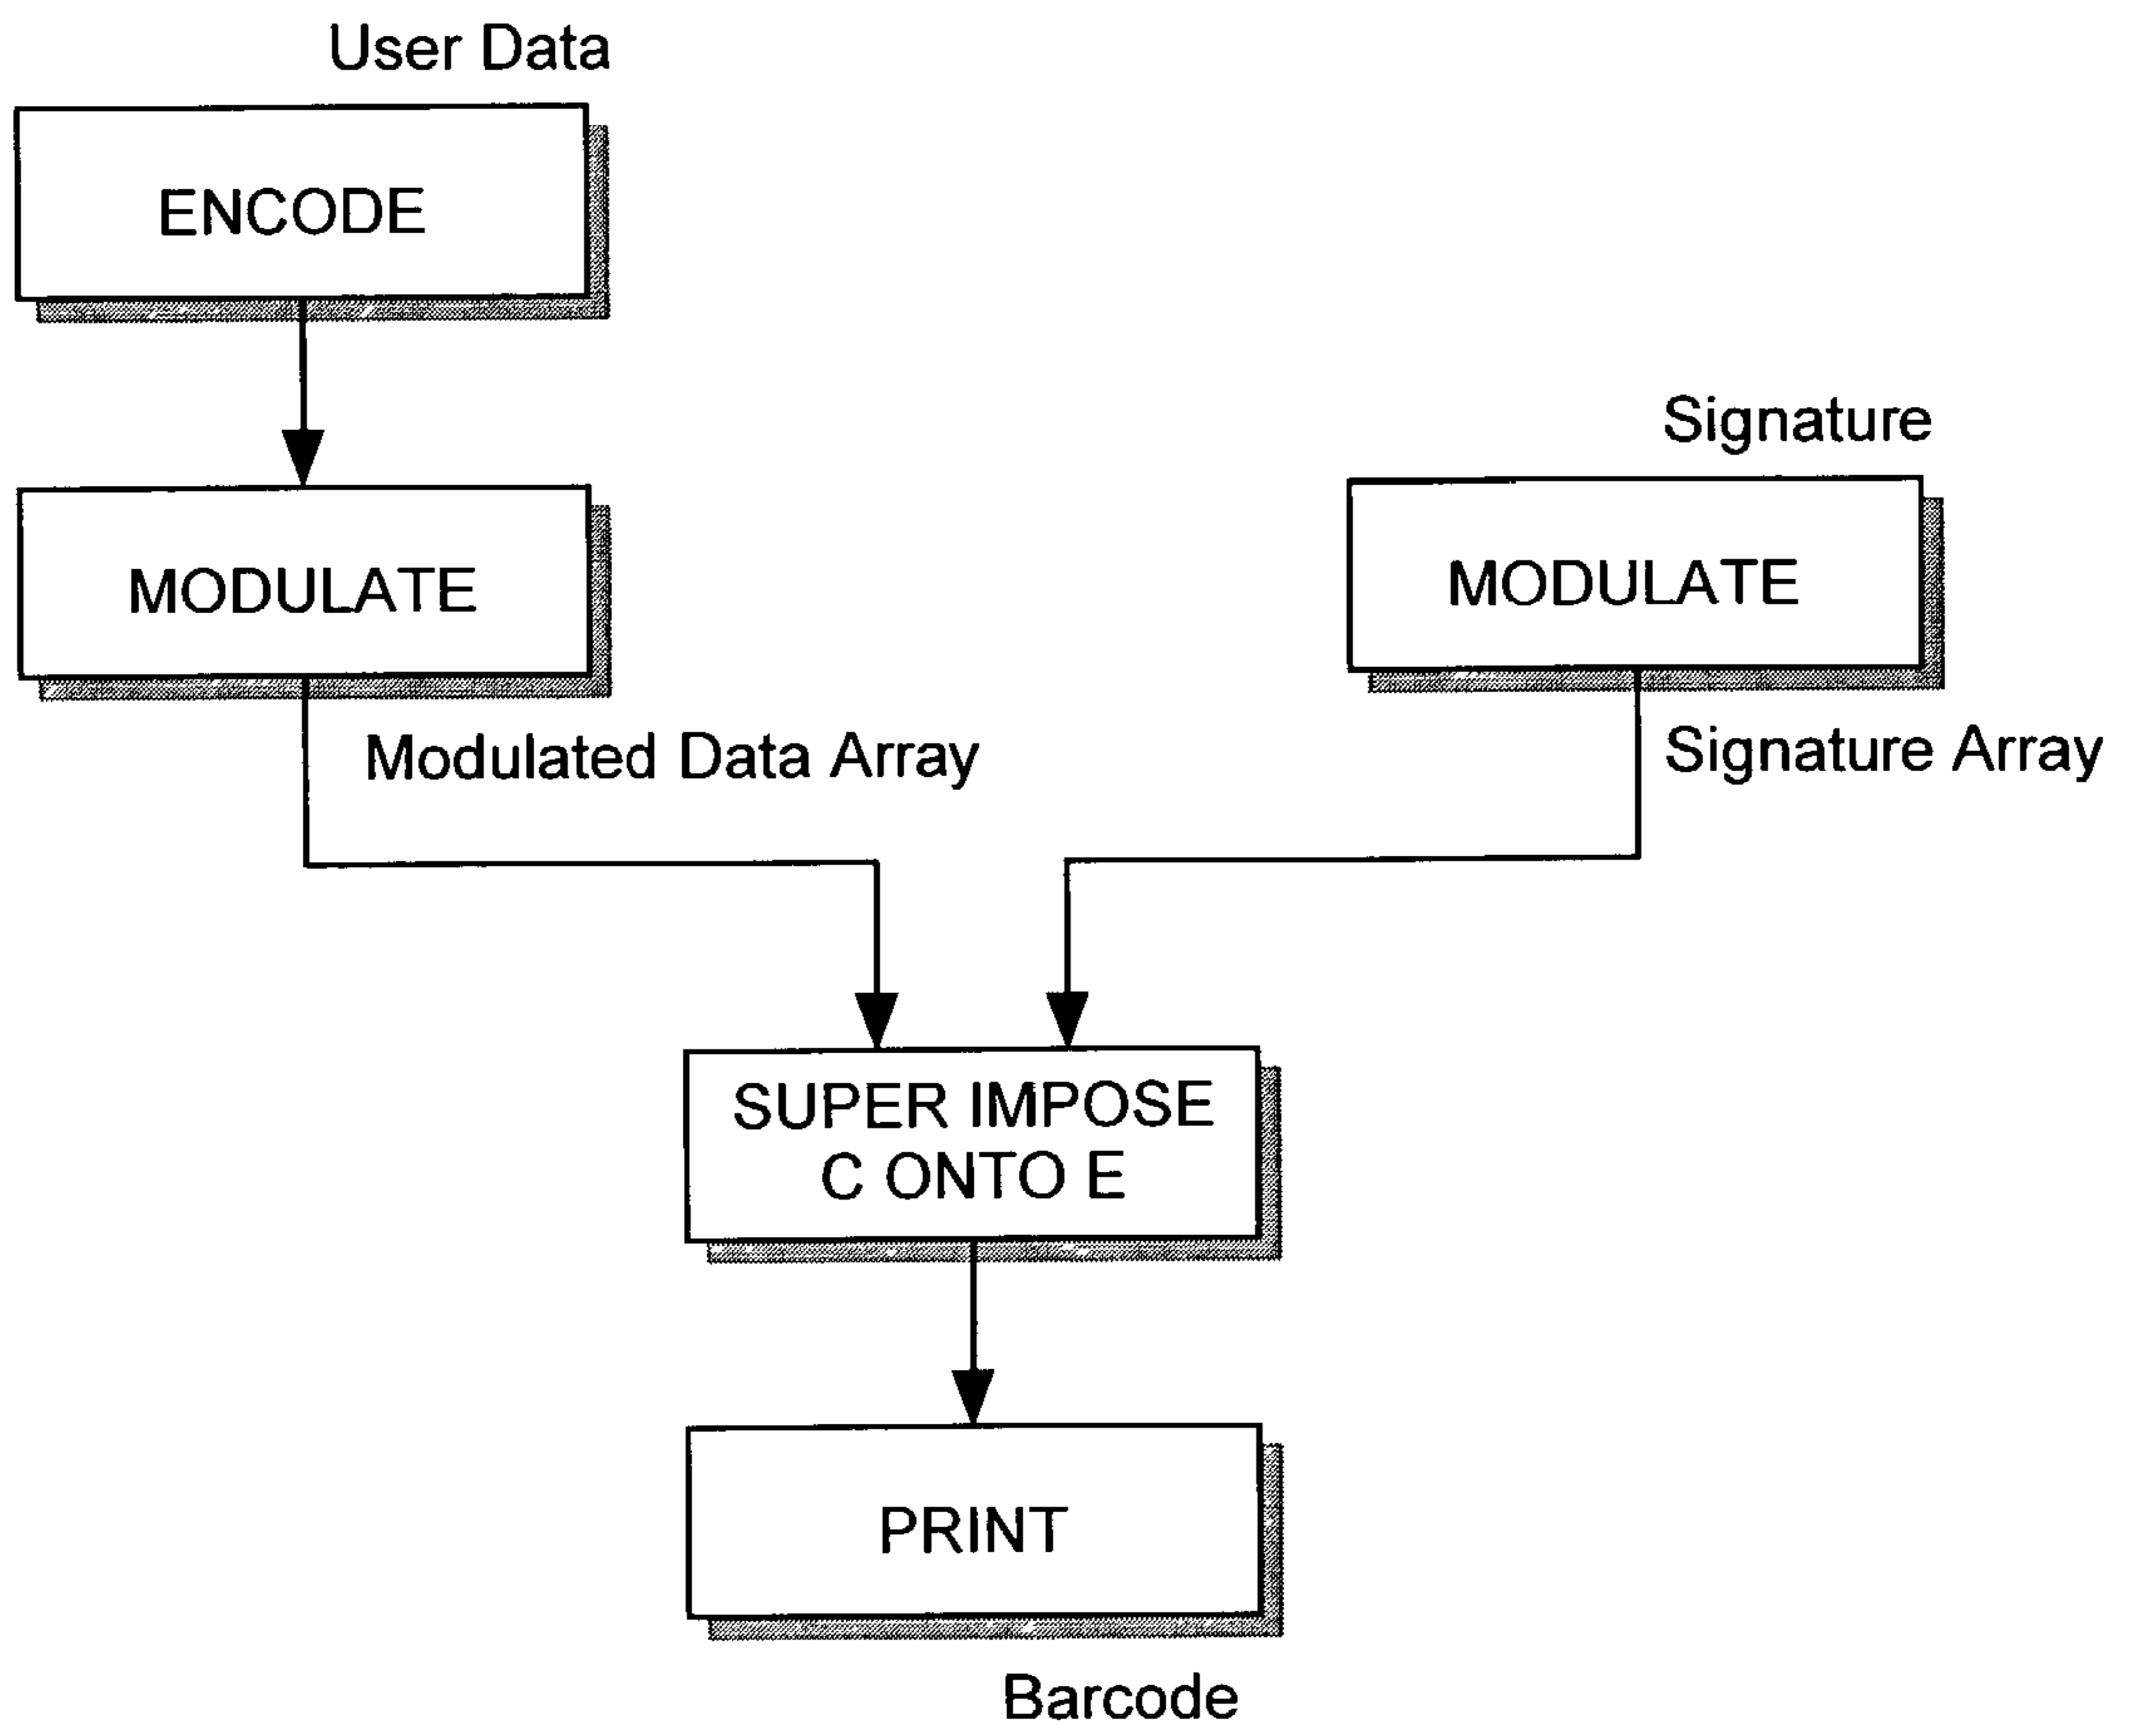 User Data
ENCODE
MODULATE
Modulated Data Array
Signature
MODULATE
Signature Array
SUPER IMPOSE
C ONTO E
PRINT
Barcode